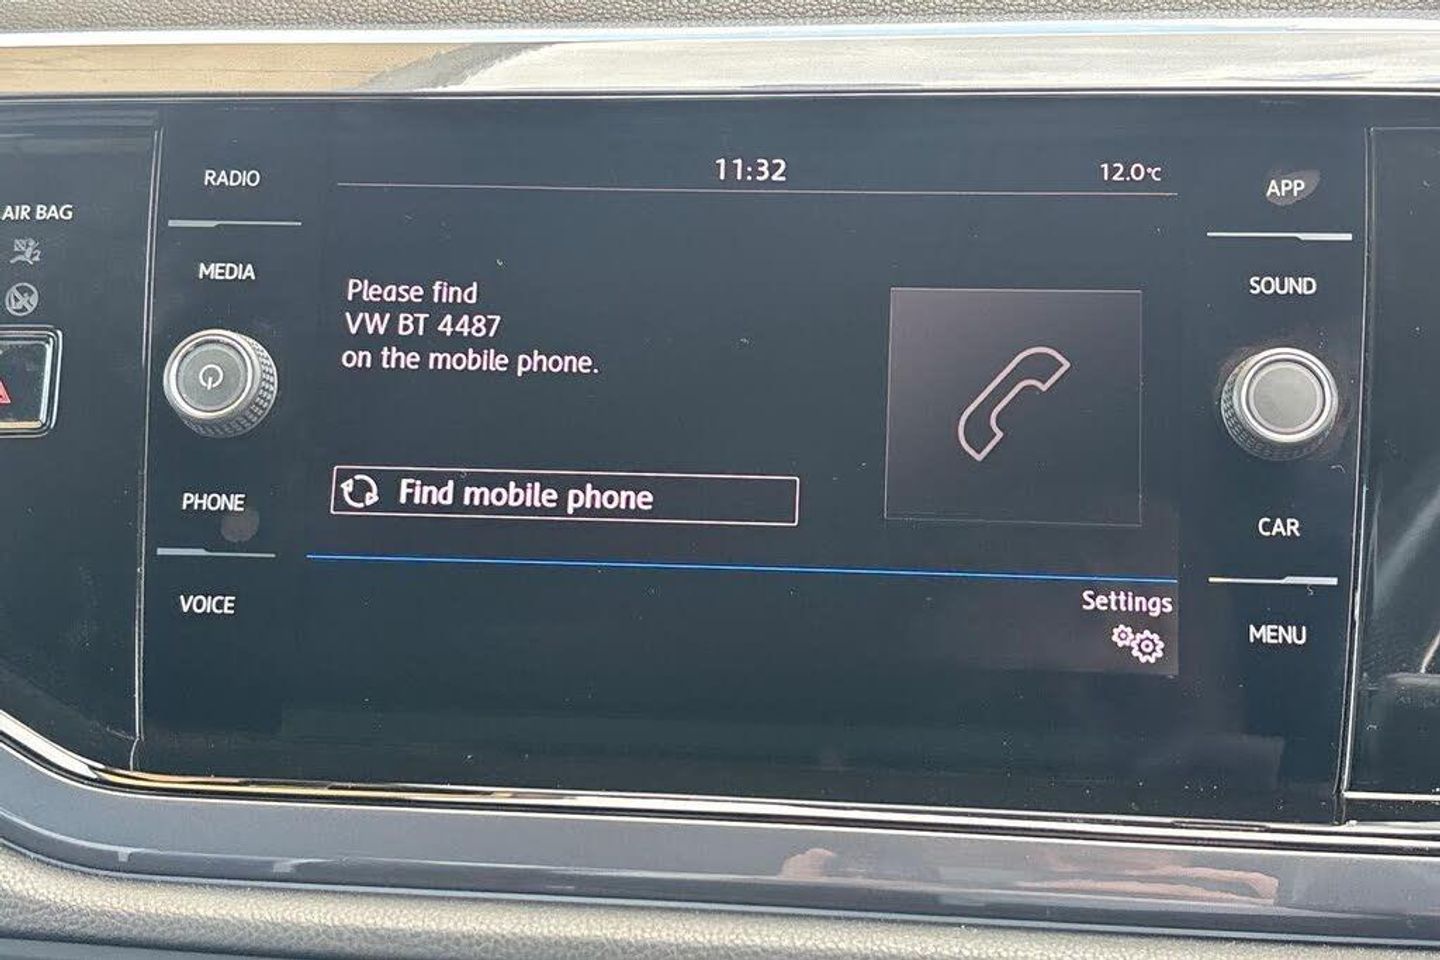 11:32
12.0°C
RADIO
MEDIA
PHONE
VOICE
AIR BAG
2
Please find
VW BT 4487
on the mobile phone.
Find mobile phone
Settings
APP
SOUND
CAR
MENU